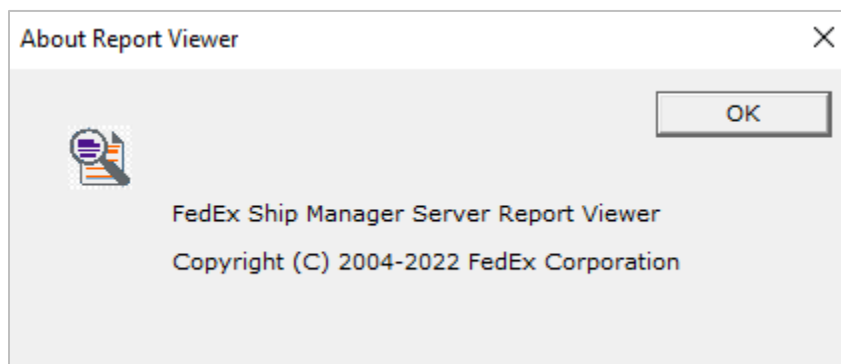 About Report Viewer
OK
FedEx Ship Manager Server Report Viewer
Copyright (C) 2004-2022 FedEx Corporation